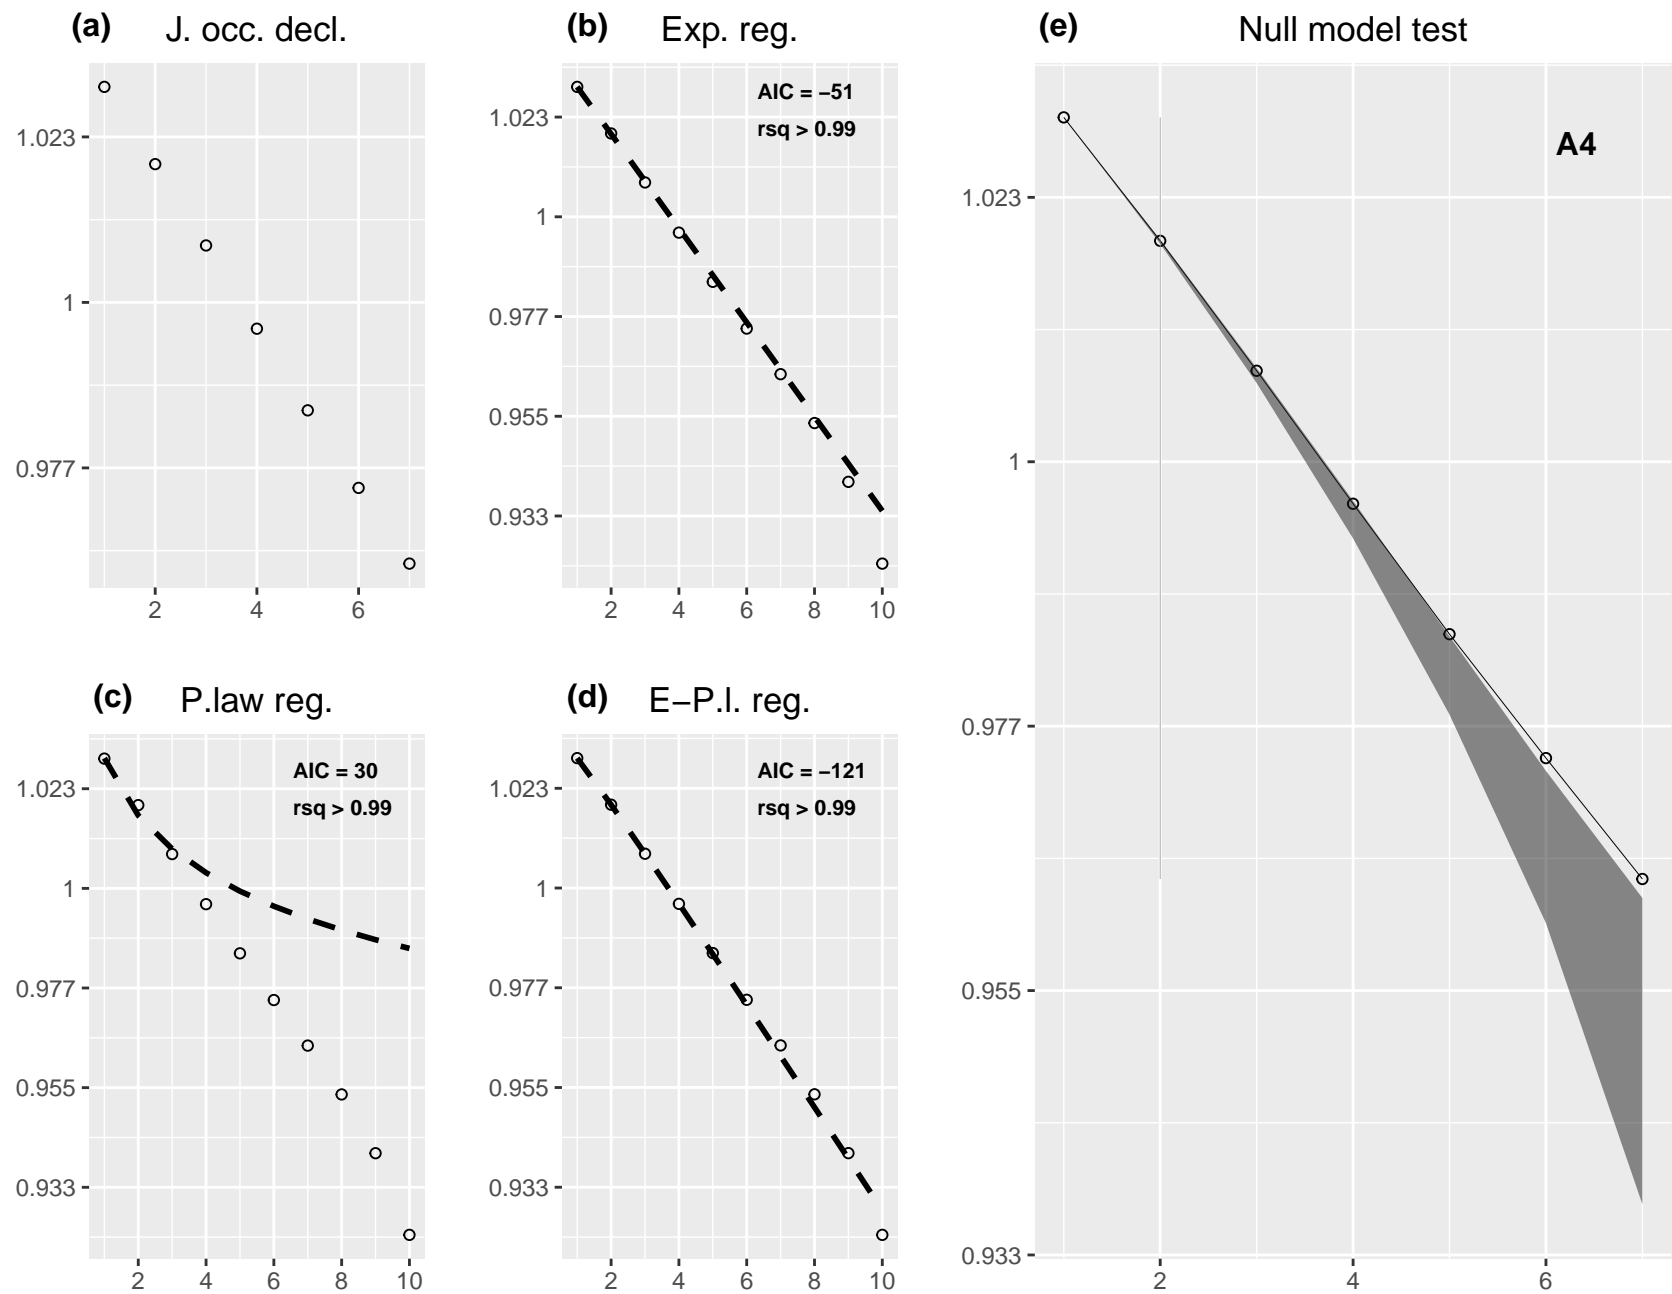 (a) J. occ. decl.
1.023
1
0.977
2 4 6
(b) Exp. reg.
AIC = −51
rsq > 0.99
1.023
1
0.977
0.955
0.933
2 4 6 8 10
(c) P.law reg.
AIC = 30
rsq > 0.99
1.023
1
0.977
0.955
0.933
2 4 6 8 10
(d) E−P.l. reg.
AIC = −121
rsq > 0.99
1.023
1
0.977
0.955
0.933
2 4 6 8 10
(e) Null model test
A4
1.023
1
0.977
0.955
0.933
2 4 6